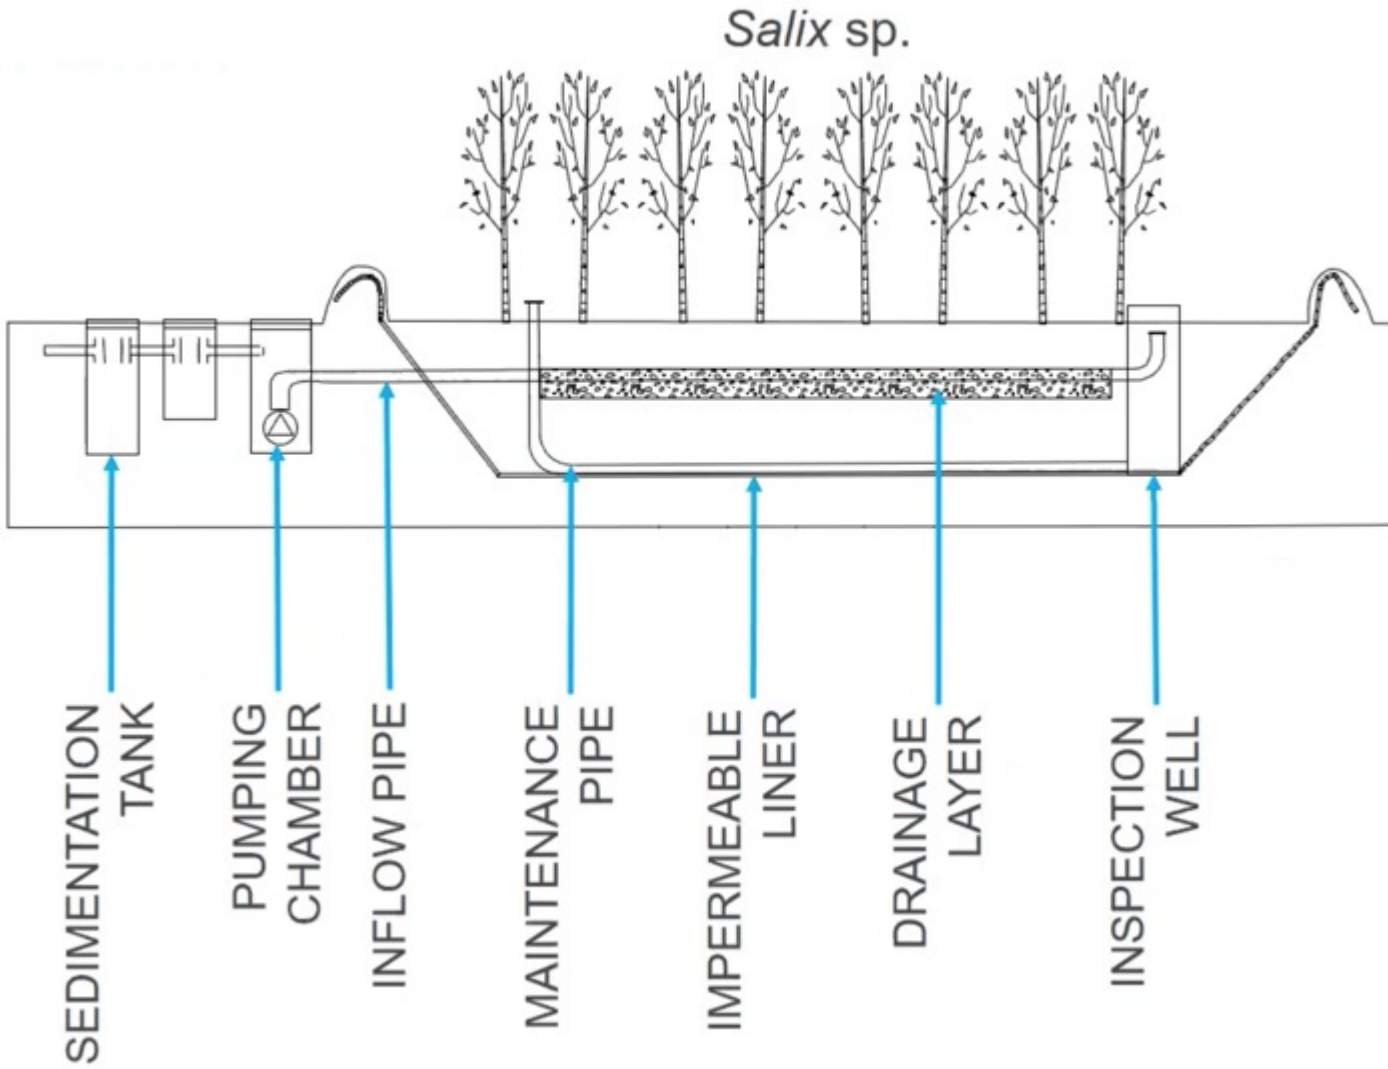 Salix sp.
SEDIMENTATION
TANK
PUMPING
CHAMBER
INFLOW PIPE
MAINTENANCE
PIPE
IMPERMEABLE
LINER
DRAINAGE
LAYER
INSPECTION
WELL